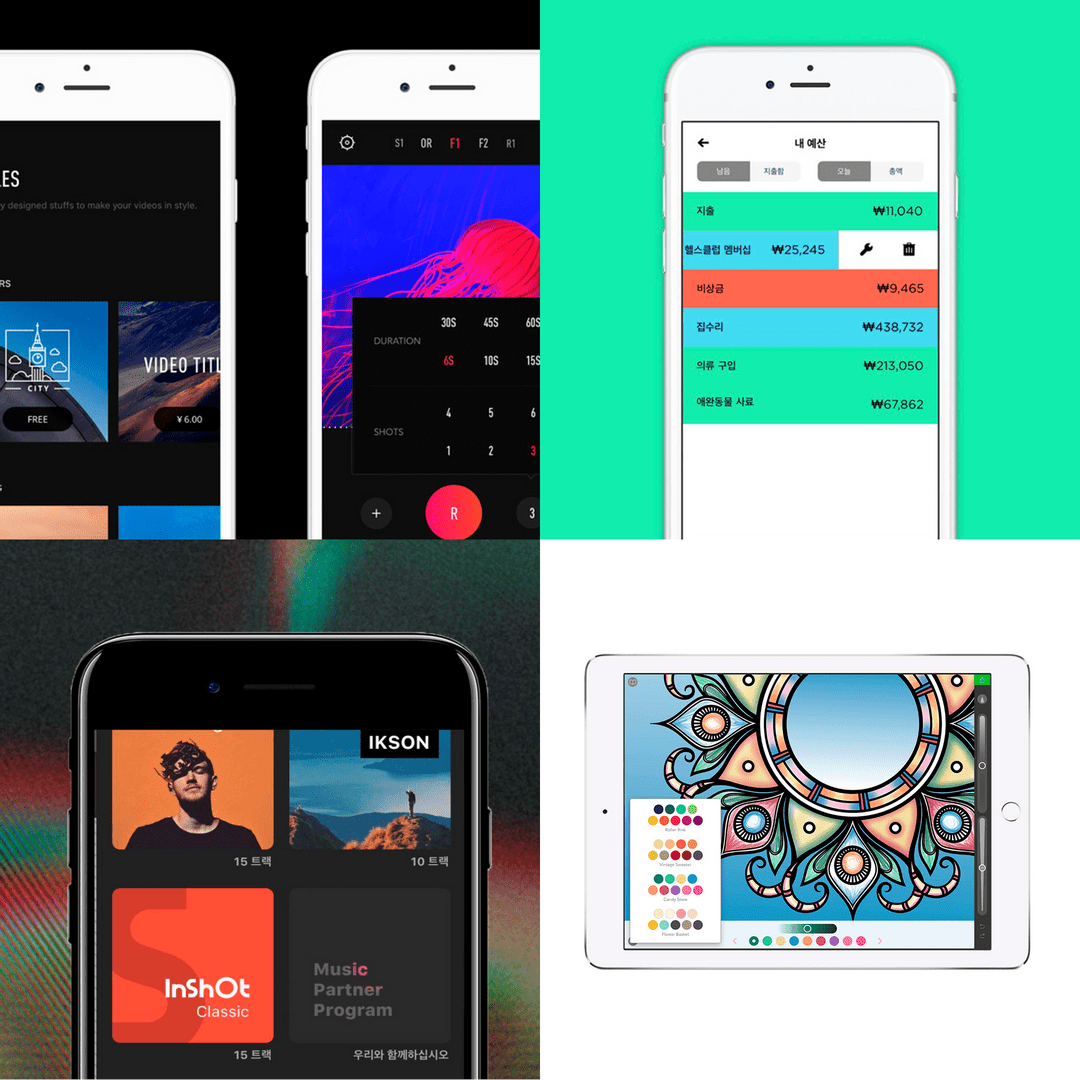 LES
y designed stuffs to make your videos in style.
RS
CITY
FREE
VIDEO TITL
¥ 6.00
S1 OR F1 F2 R1
30S 45S 60S
DURATION
6S 10S 15S
4 5 6
SHOTS
1 2 3
+ R 3
내 예산
남음 지출함 오늘 총액
지출 ₩11,040
헬스클럽 멤버십 ₩25,245
비상금 ₩9,465
집수리 ₩438,732
의류 구입 ₩213,050
애완동물 사료 ₩67,862
IKSON
15 트랙 10 트랙
InShOt
Classic
Music
Partner
Program
15 트랙 우리와 함께하십시오
Roller Rink
Vintage Sweater
Candy Store
Flower Basket